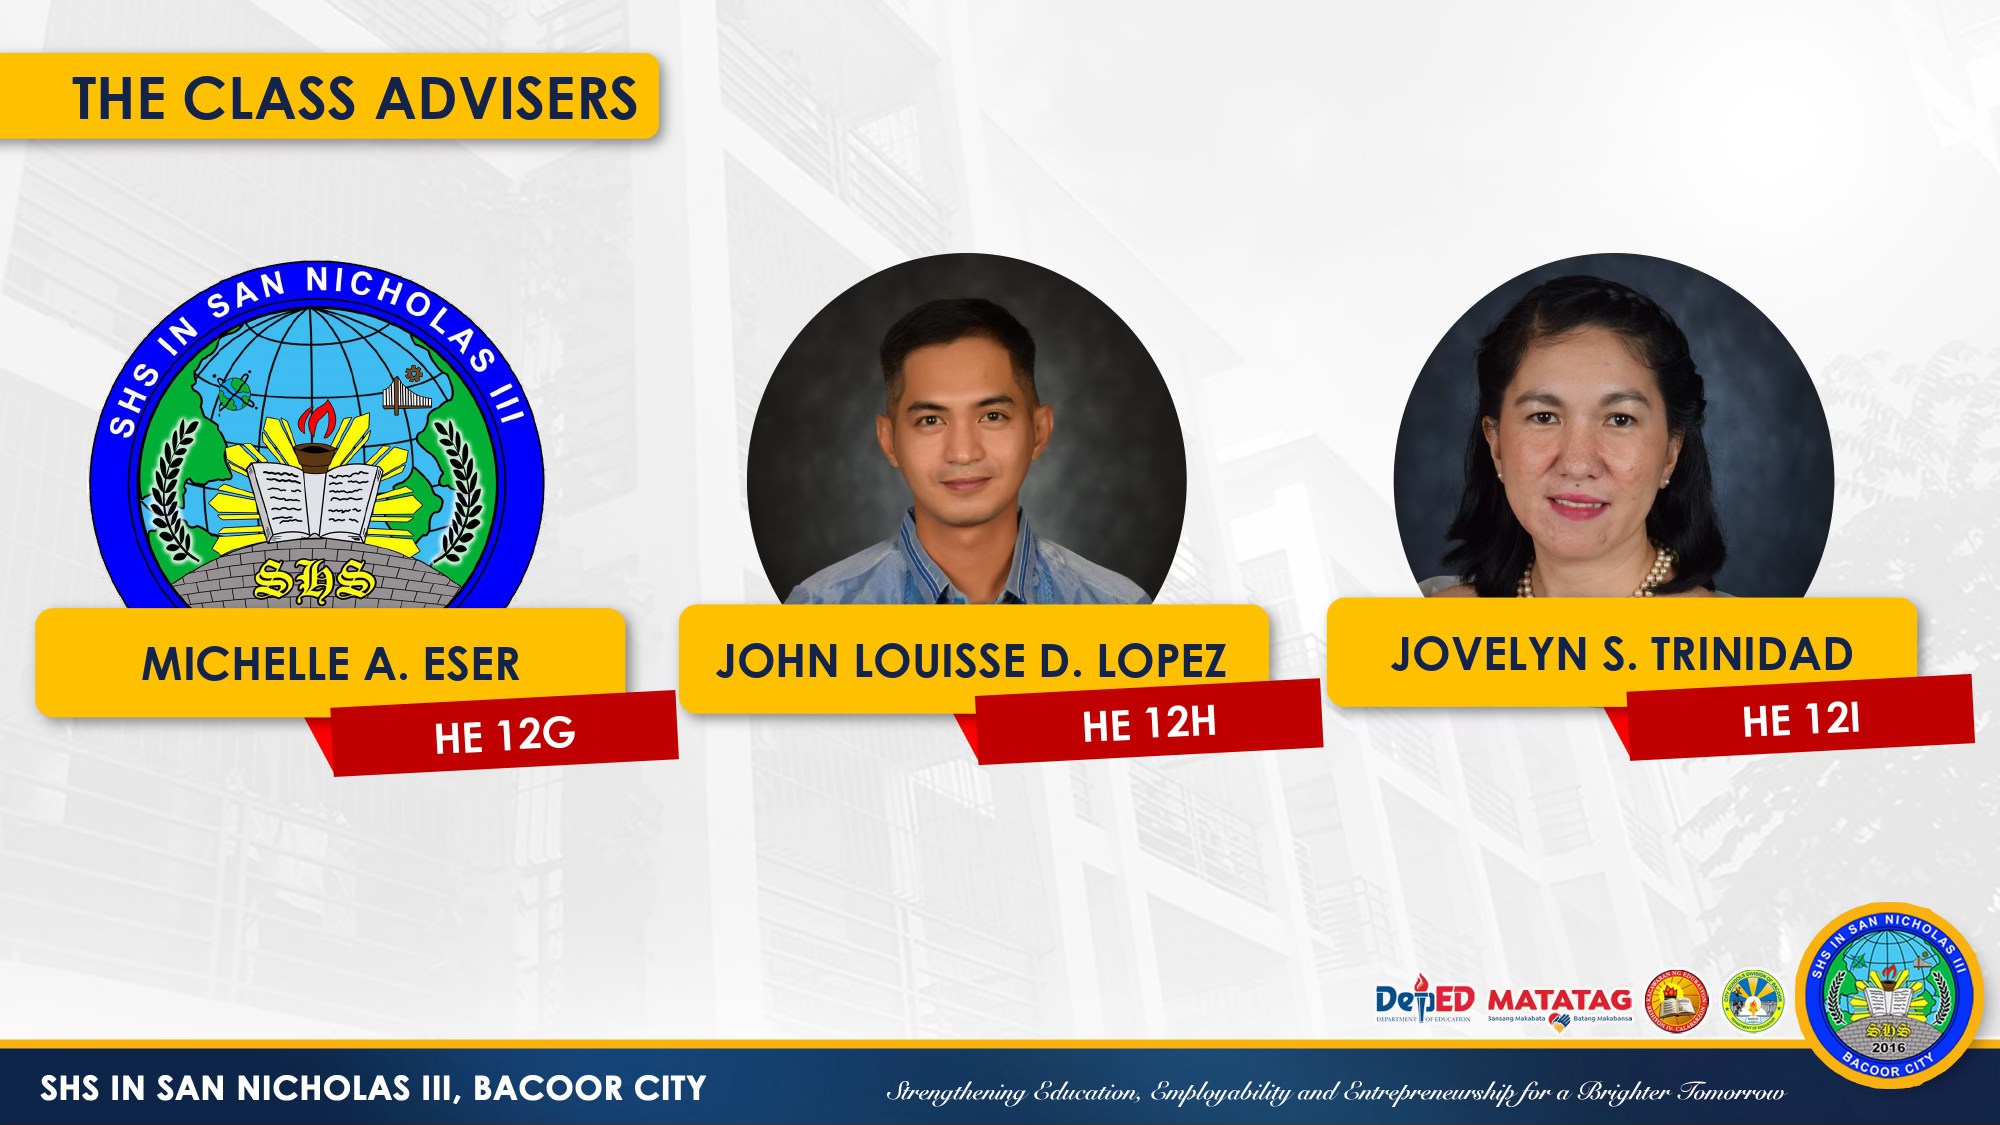 THE CLASS ADVISERS
SHS IN SAN NICHOLAS III
SHS
MICHELLE A. ESER
HE 12G
JOHN LOUISSE D. LOPEZ
HE 12H
JOVELYN S. TRINIDAD
HE 12I
DepED
DEPARTMENT OF EDUCATION
MATATAG
Bansang Makabata Batang Makabansa
SHS IN SAN NICHOLAS III
SHS
2016
BACOOR CITY
SHS IN SAN NICHOLAS III, BACOOR CITY
Strengthening Education, Employability and Entrepreneurship for a Brighter Tomorrow